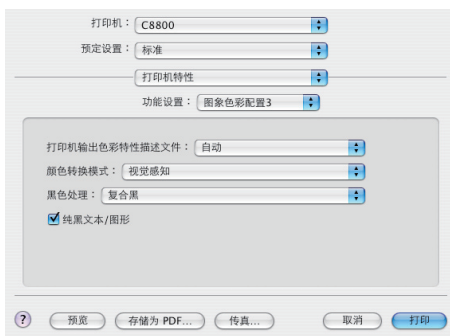 打印机： C8800
预定设置： 标准
打印机特性
功能设置： 图象色彩配置3
打印机输出色彩特性描述文件： 自动
颜色转换模式： 视觉感知
黑色处理： 复合黑
纯黑文本/图形
? 预览 存储为 PDF... 传真... 取消 打印